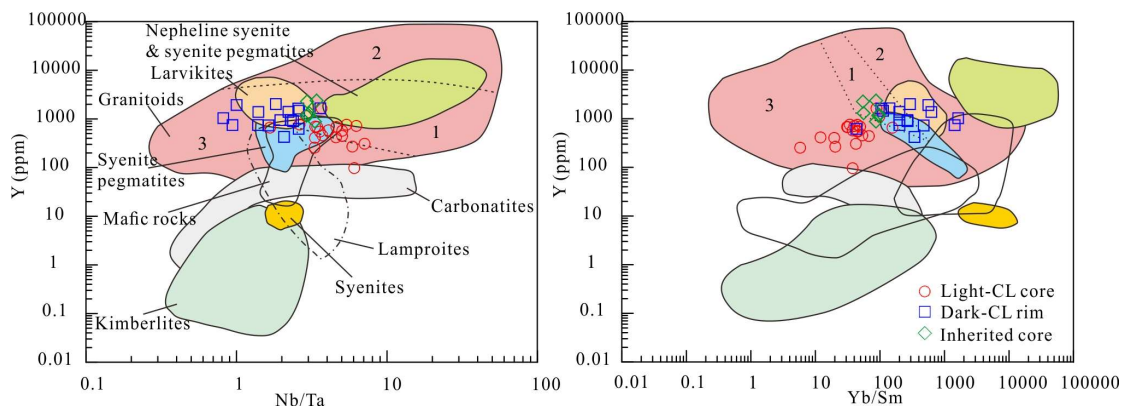 100000
10000
1000
100
10
1
0.1
0.01
Y (ppm)
0.1
1
10
100
Nb/Ta
Nepheline syenite
& syenite pegmatites
Larvikites
Granitoids
Syenite
pegmatites
Mafic rocks
Kimberlites
Carbonatites
Lamproites
Syenites
2
1
3
100000
10000
1000
100
10
1
0.1
0.01
Y (ppm)
0.01
0.1
1
10
100
1000
10000
100000
Yb/Sm
1
2
3
Light-CL core
Dark-CL rim
Inherited core